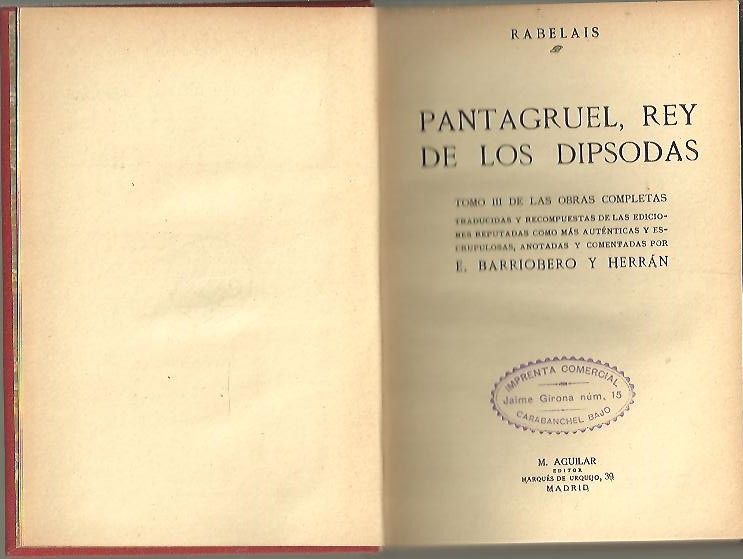 RABELAIS
PANTAGRUEL, REY
DE LOS DIPSODAS
TOMO III DE LAS OBRAS COMPLETAS
TRADUCIDAS Y RECOMPUESTAS DE LAS EDICIO-
NES REPUTADAS COMO MÁS AUTÉNTICAS Y ES-
CRUPULOSAS, ANOTADAS Y COMENTADAS POR
E. BARRIOBERO Y HERRÁN
IMPRENTA COMERCIAL
Jaime Girona núm. 15
CARABANCHEL BAJO
M. AGUILAR
EDITOR
MARQUÉS DE URQUIJO, 39
MADRID